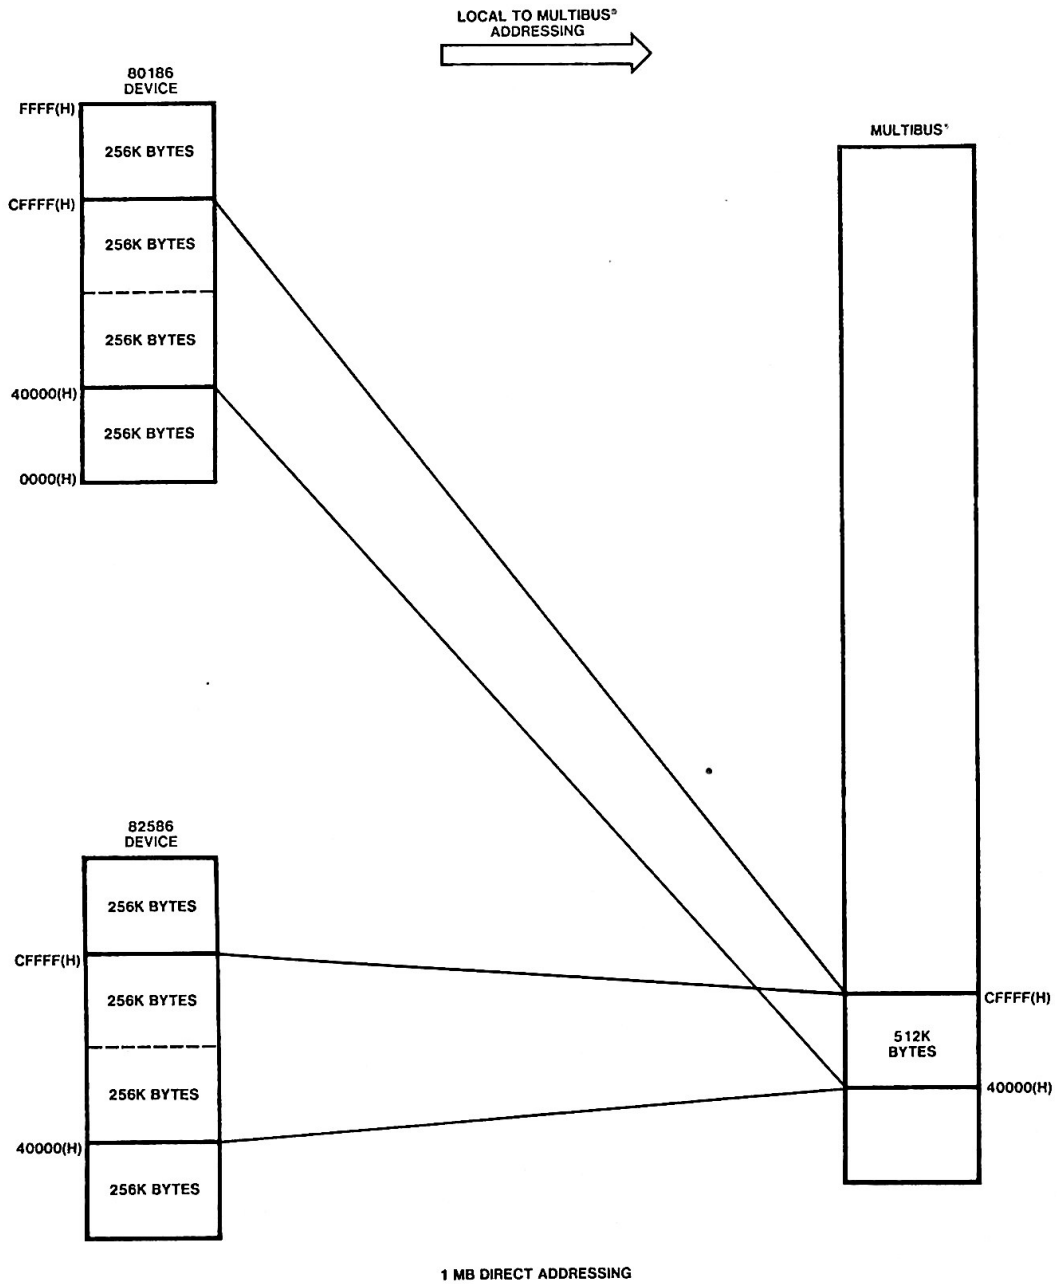 LOCAL TO MULTIBUS®
ADDRESSING
80186
DEVICE
FFFF(H)
256K BYTES
CFFFF(H)
256K BYTES
256K BYTES
40000(H)
256K BYTES
0000(H)
MULTIBUS®
82586
DEVICE
256K BYTES
CFFFF(H)
256K BYTES
256K BYTES
40000(H)
256K BYTES
CFFFF(H)
512K
BYTES
40000(H)
1 MB DIRECT ADDRESSING